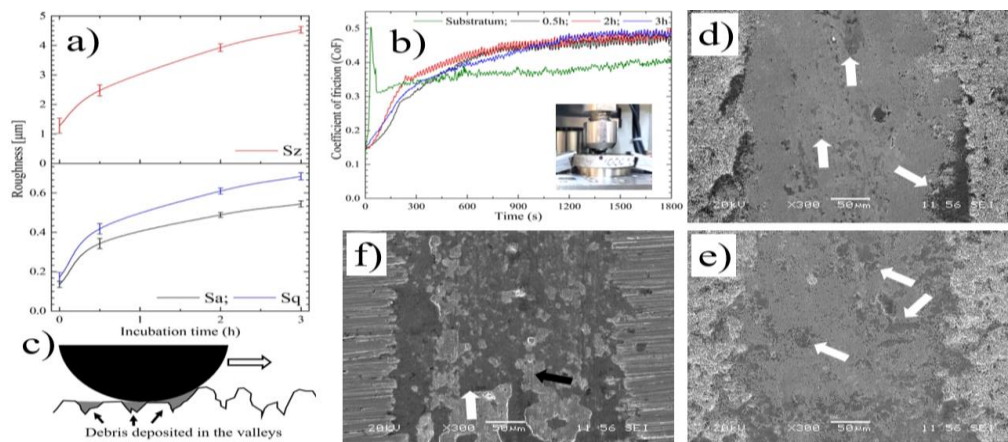 a)
5
4
3
2
1
0
Sz
Roughness [μm]
0.6
0.4
0.2
0.0
Sa; Sq
0 1 2 3
Incubation time (h)
b)
Substratum; 0.5h; 2h; 3h
Coefficient of friction (CoF)
0.5
0.4
0.3
0.2
0.1
0.0
0 300 600 900 1200 1500 1800
Time (s)
c)
Debris deposited in the valleys
d)
20kV X300 50μm 11 56 SEI
f)
20kV X300 50μm 11 56 SEI
e)
20kV X300 50μm 11 56 SEI